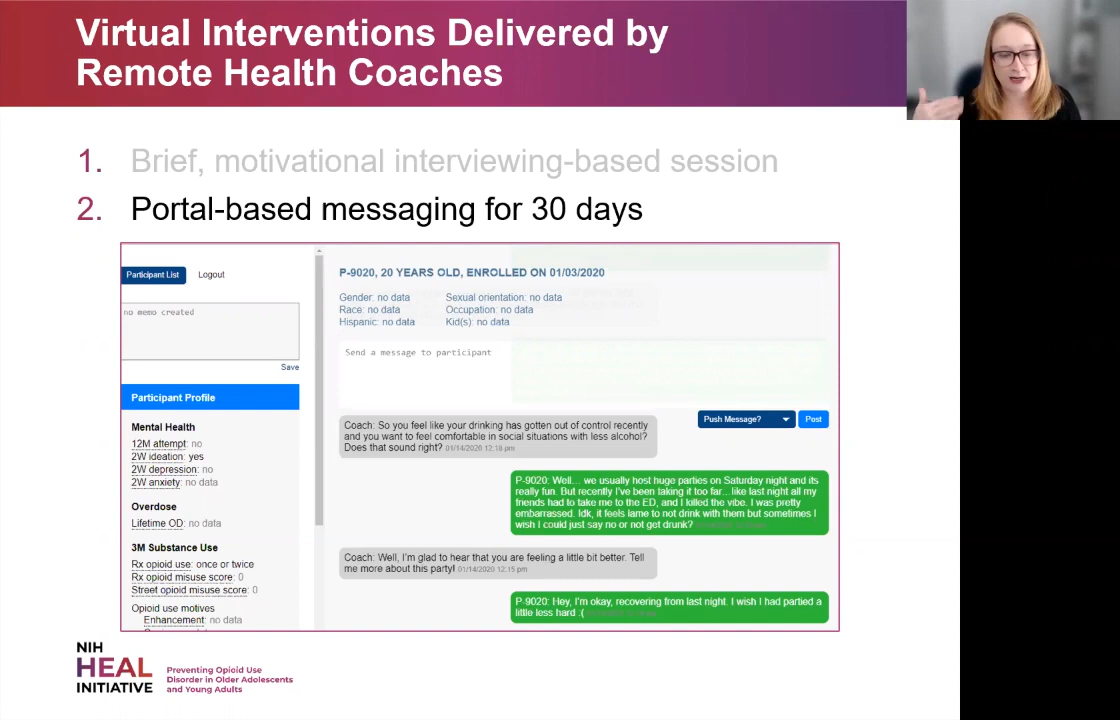 Virtual Interventions Delivered by
Remote Health Coaches
1. Brief, motivational interviewing-based session
2. Portal-based messaging for 30 days
Participant List
Logout
no memo created
Save
Participant Profile
Mental Health
12M attempt: no
2W ideation: yes
2W depression: no
2W anxiety: no data
Overdose
Lifetime OD: no data
3M Substance Use
Rx opioid use: once or twice
Rx opioid misuse score: 0
Street opioid misuse score: 0
Opioid use motives
Enhancement: no data
P-9020, 20 YEARS OLD, ENROLLED ON 01/03/2020
Gender: no data Sexual orientation: no data
Race: no data Occupation: no data
Hispanic: no data Kid(s): no data
Send a message to participant
Push Message?
Post
Coach: So you feel like your drinking has gotten out of control recently
and you want to feel comfortable in social situations with less alcohol?
Does that sound right? 01/14/2020 12:18 pm
P-9020: Well... we usually host huge parties on Saturday night and its
really fun. But recently I've been taking it too far...like last night all my
friends had to take me to the ED, and I killed the vibe. I was pretty
embarrassed. Idk, it feels lame to not drink with them but sometimes I
wish I could just say no or not get drunk?
Coach: Well, I'm glad to hear that you are feeling a little bit better. Tell
me more about this party! 01/14/2020 12:15 pm
P-9020: Hey, I'm okay, recovering from last night. I wish I had partied a
little less hard :(
NIH
HEAL
INITIATIVE
Preventing Opioid Use
Disorder in Older Adolescents
and Young Adults